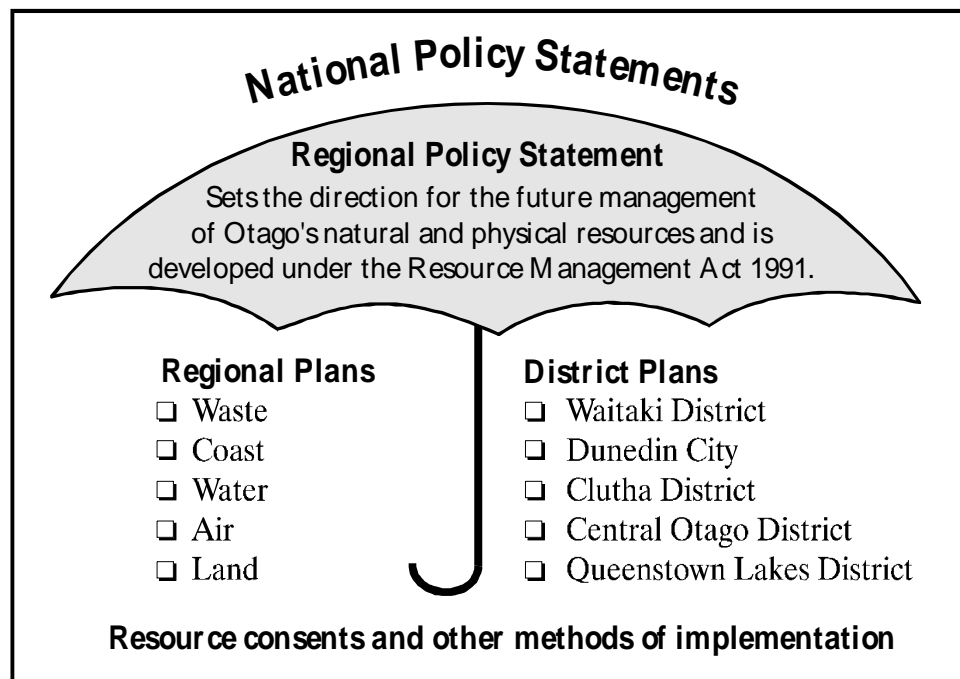 National Policy Statements
Regional Policy Statement
Sets the direction for the future management
of Otago's natural and physical resources and is
developed under the Resource Management Act 1991.
Regional Plans
❏ Waste
❏ Coast
❏ Water
❏ Air
❏ Land
District Plans
❏ Waitaki District
❏ Dunedin City
❏ Clutha District
❏ Central Otago District
❏ Queenstown Lakes District
Resource consents and other methods of implementation